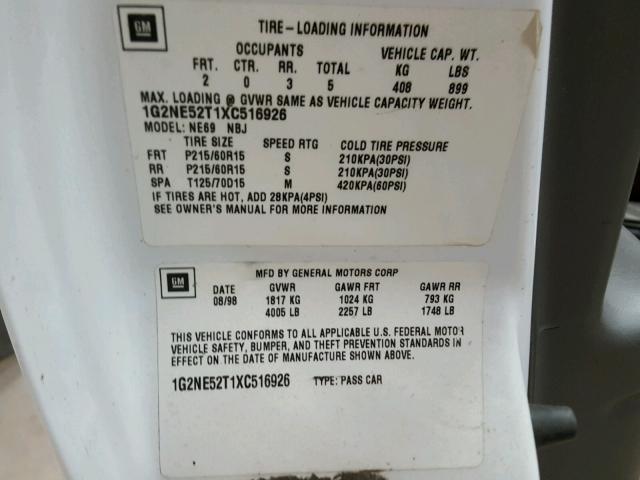 GM
TIRE-LOADING INFORMATION
OCCUPANTS VEHICLE CAP. WT.
FRT. CTR. RR. TOTAL KG LBS
2 0 3 5 408 899
MAX. LOADING @ GVWR SAME AS VEHICLE CAPACITY WEIGHT.
1G2NE52T1XC516926
MODEL: NE69 NBJ
TIRE SIZE SPEED RTG COLD TIRE PRESSURE
FRT P215/60R15 S 210KPA(30PSI)
RR P215/60R15 S 210KPA(30PSI)
SPA T125/70D15 M 420KPA(60PSI)
IF TIRES ARE HOT, ADD 28KPA(4PSI)
SEE OWNER'S MANUAL FOR MORE INFORMATION
GM
MFD BY GENERAL MOTORS CORP
DATE GVWR GAWR FRT GAWR RR
08/98 1817 KG 1024 KG 793 KG
4005 LB 2257 LB 1748 LB
THIS VEHICLE CONFORMS TO ALL APPLICABLE U.S. FEDERAL MOTOR
VEHICLE SAFETY, BUMPER, AND THEFT PREVENTION STANDARDS IN
EFFECT ON THE DATE OF MANUFACTURE SHOWN ABOVE.
1G2NE52T1XC516926 TYPE: PASS CAR